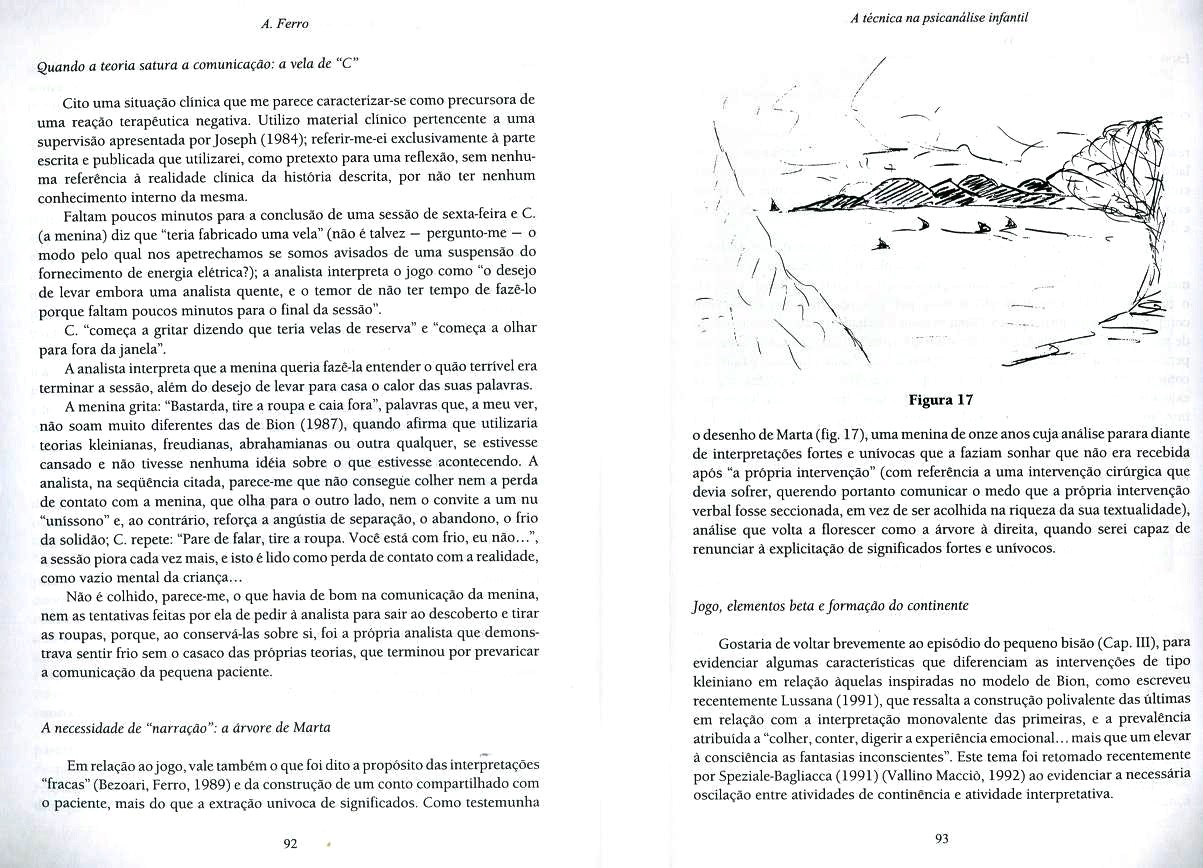 A. Ferro
Quando a teoria satura a comunicação: a vela de “C”
Cito uma situação clínica que me parece caracterizar-se como precursora de
uma reação terapêutica negativa. Utilizo material clínico pertencente a uma
supervisão apresentada por Joseph (1984); referir-me-ei exclusivamente à parte
escrita e publicada que utilizarei, como pretexto para uma reflexão, sem nenhu-
ma referência à realidade clínica da história descrita, por não ter nenhum
conhecimento interno da mesma.
Faltam poucos minutos para a conclusão de uma sessão de sexta-feira e C.
(a menina) diz que “teria fabricado uma vela” (não é talvez — pergunto-me — o
modo pelo qual nos apetrechamos se somos avisados de uma suspensão do
fornecimento de energia elétrica?); a analista interpreta o jogo como “o desejo
de levar embora uma analista quente, e o temor de não ter tempo de fazê-lo
porque faltam poucos minutos para o final da sessão”.
C. “começa a gritar dizendo que teria velas de reserva” e “começa a olhar
para fora da janela”.
A analista interpreta que a menina queria fazê-la entender o quão terrível era
terminar a sessão, além do desejo de levar para casa o calor das suas palavras.
A menina grita: “Bastarda, tire a roupa e caia fora”, palavras que, a meu ver,
não soam muito diferentes das de Bion (1987), quando afirma que utilizaria
teorias kleinianas, freudianas, abrahamianas ou outra qualquer, se estivesse
cansado e não tivesse nenhuma idéia sobre o que estivesse acontecendo. A
analista, na seqüência citada, parece-me que não consegue colher nem a perda
de contato com a menina, que olha para o outro lado, nem o convite a um nu
“uníssono” e, ao contrário, reforça a angústia de separação, o abandono, o frio
da solidão; C. repete: “Pare de falar, tire a roupa. Você está com frio, eu não...”,
a sessão piora cada vez mais, e isto é lido como perda de contato com a realidade,
como vazio mental da criança...
Não é colhido, parece-me, o que havia de bom na comunicação da menina,
nem as tentativas feitas por ela de pedir à analista para sair ao descoberto e tirar
as roupas, porque, ao conservá-las sobre si, foi a própria analista que demons-
trava sentir frio sem o casaco das próprias teorias, que terminou por prevaricar
a comunicação da pequena paciente.
A necessidade de “narração”: a árvore de Marta
Em relação ao jogo, vale também o que foi dito a propósito das interpretações
“fracas” (Bezoari, Ferro, 1989) e da construção de um conto compartilhado com
o paciente, mais do que a extração univoca de significados. Como testemunha
92
A técnica na psicanálise infantil
Figura 17
o desenho de Marta (fig. 17), uma menina de onze anos cuja análise parara diante
de interpretações fortes e unívocas que a faziam sonhar que não era recebida
após “a própria intervenção” (com referência a uma intervenção cirúrgica que
devia sofrer, querendo portanto comunicar o medo que a própria intervenção
verbal fosse seccionada, em vez de ser acolhida na riqueza da sua textualidade),
análise que volta a florescer como a árvore à direita, quando serei capaz de
renunciar à explicitação de significados fortes e unívocos.
Jogo, elementos beta e formação do continente
Gostaria de voltar brevemente ao episódio do pequeno bisão (Cap. III), para
evidenciar algumas características que diferenciam as intervenções de tipo
kleiniano em relação àquelas inspiradas no modelo de Bion, como escreveu
recentemente Lussana (1991), que ressalta a construção polivalente das últimas
em relação com a interpretação monovalente das primeiras, e a prevalência
atribuída a “colher, conter, digerir a experiência emocional... mais que um elevar
à consciência as fantasias inconscientes”. Este tema foi retomado recentemente
por Speziale-Bagliacca (1991) (Vallino Macciò, 1992) ao evidenciar a necessária
oscilação entre atividades de continência e atividade interpretativa.
93